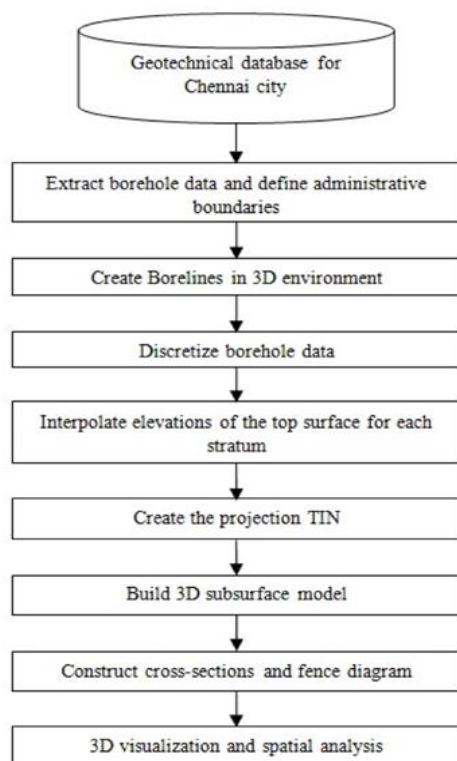 Geotechnical database for
Chennai city
Extract borehole data and define administrative
boundaries
Create Borelines in 3D environment
Discretize borehole data
Interpolate elevations of the top surface for each
stratum
Create the projection TIN
Build 3D subsurface model
Construct cross-sections and fence diagram
3D visualization and spatial analysis